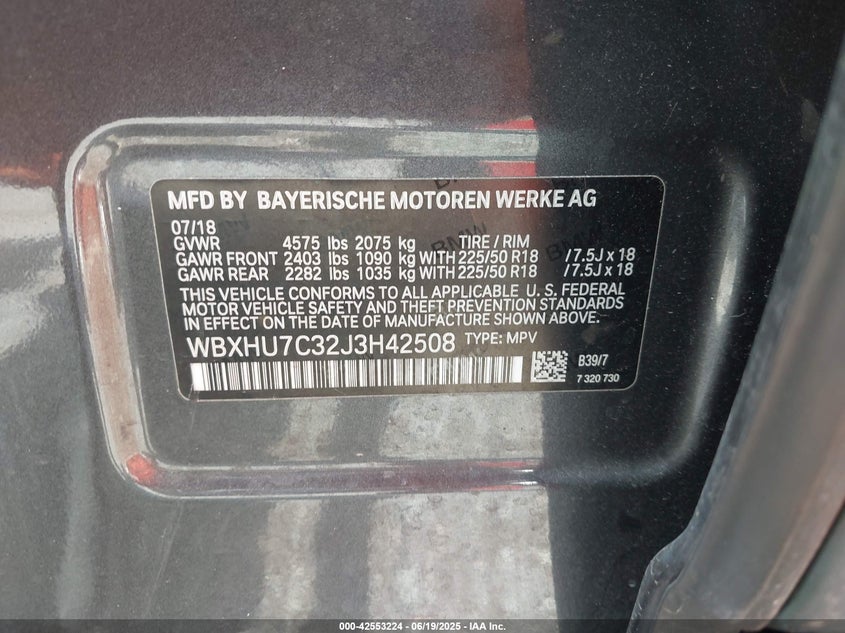 MFD BY BAYERISCHE MOTOREN WERKE AG
07/18
GVWR 4575 lbs 2075 kg TIRE / RIM
GAWR FRONT 2403 lbs 1090 kg WITH 225/50 R18 / 7.5J x 18
GAWR REAR 2282 lbs 1035 kg WITH 225/50 R18 / 7.5J x 18
THIS VEHICLE CONFORMS TO ALL APPLICABLE U. S. FEDERAL
MOTOR VEHICLE SAFETY AND THEFT PREVENTION STANDARDS
IN EFFECT ON THE DATE OF MANUFACTURE SHOWN ABOVE.
WBXHU7C32J3H42508 TYPE: MPV
B39/7
7 320 730
000-42553224 - 06/19/2025 - IAA Inc.